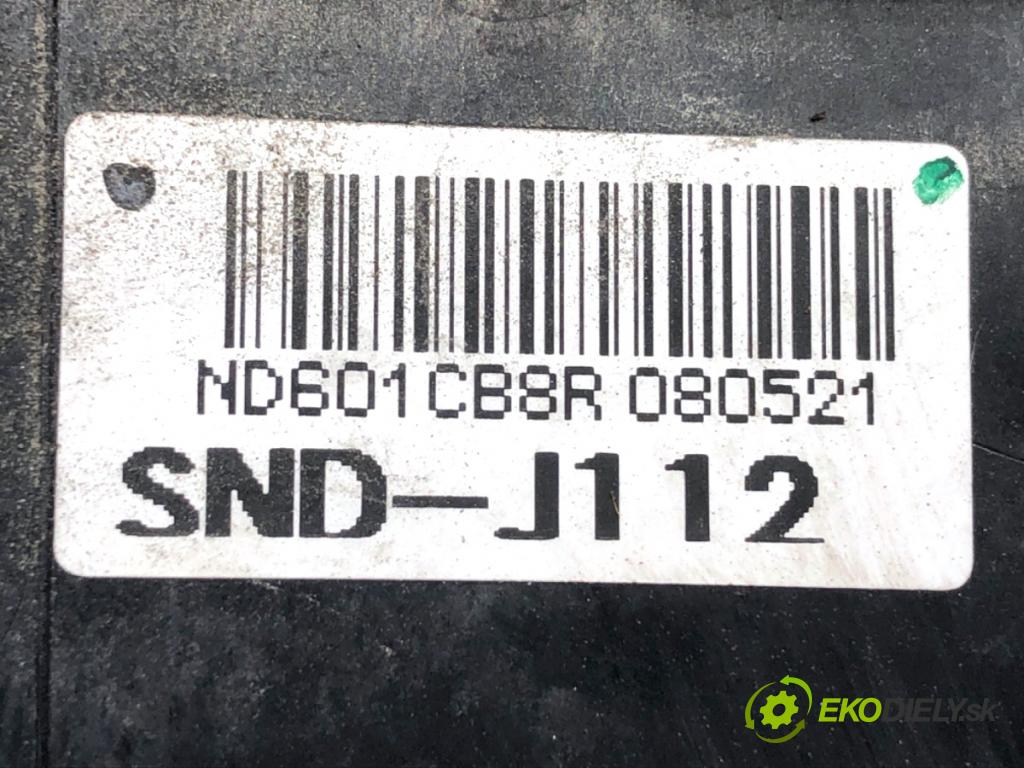 ND601CB8R 080521
SND-J112
EKODIELY.sk